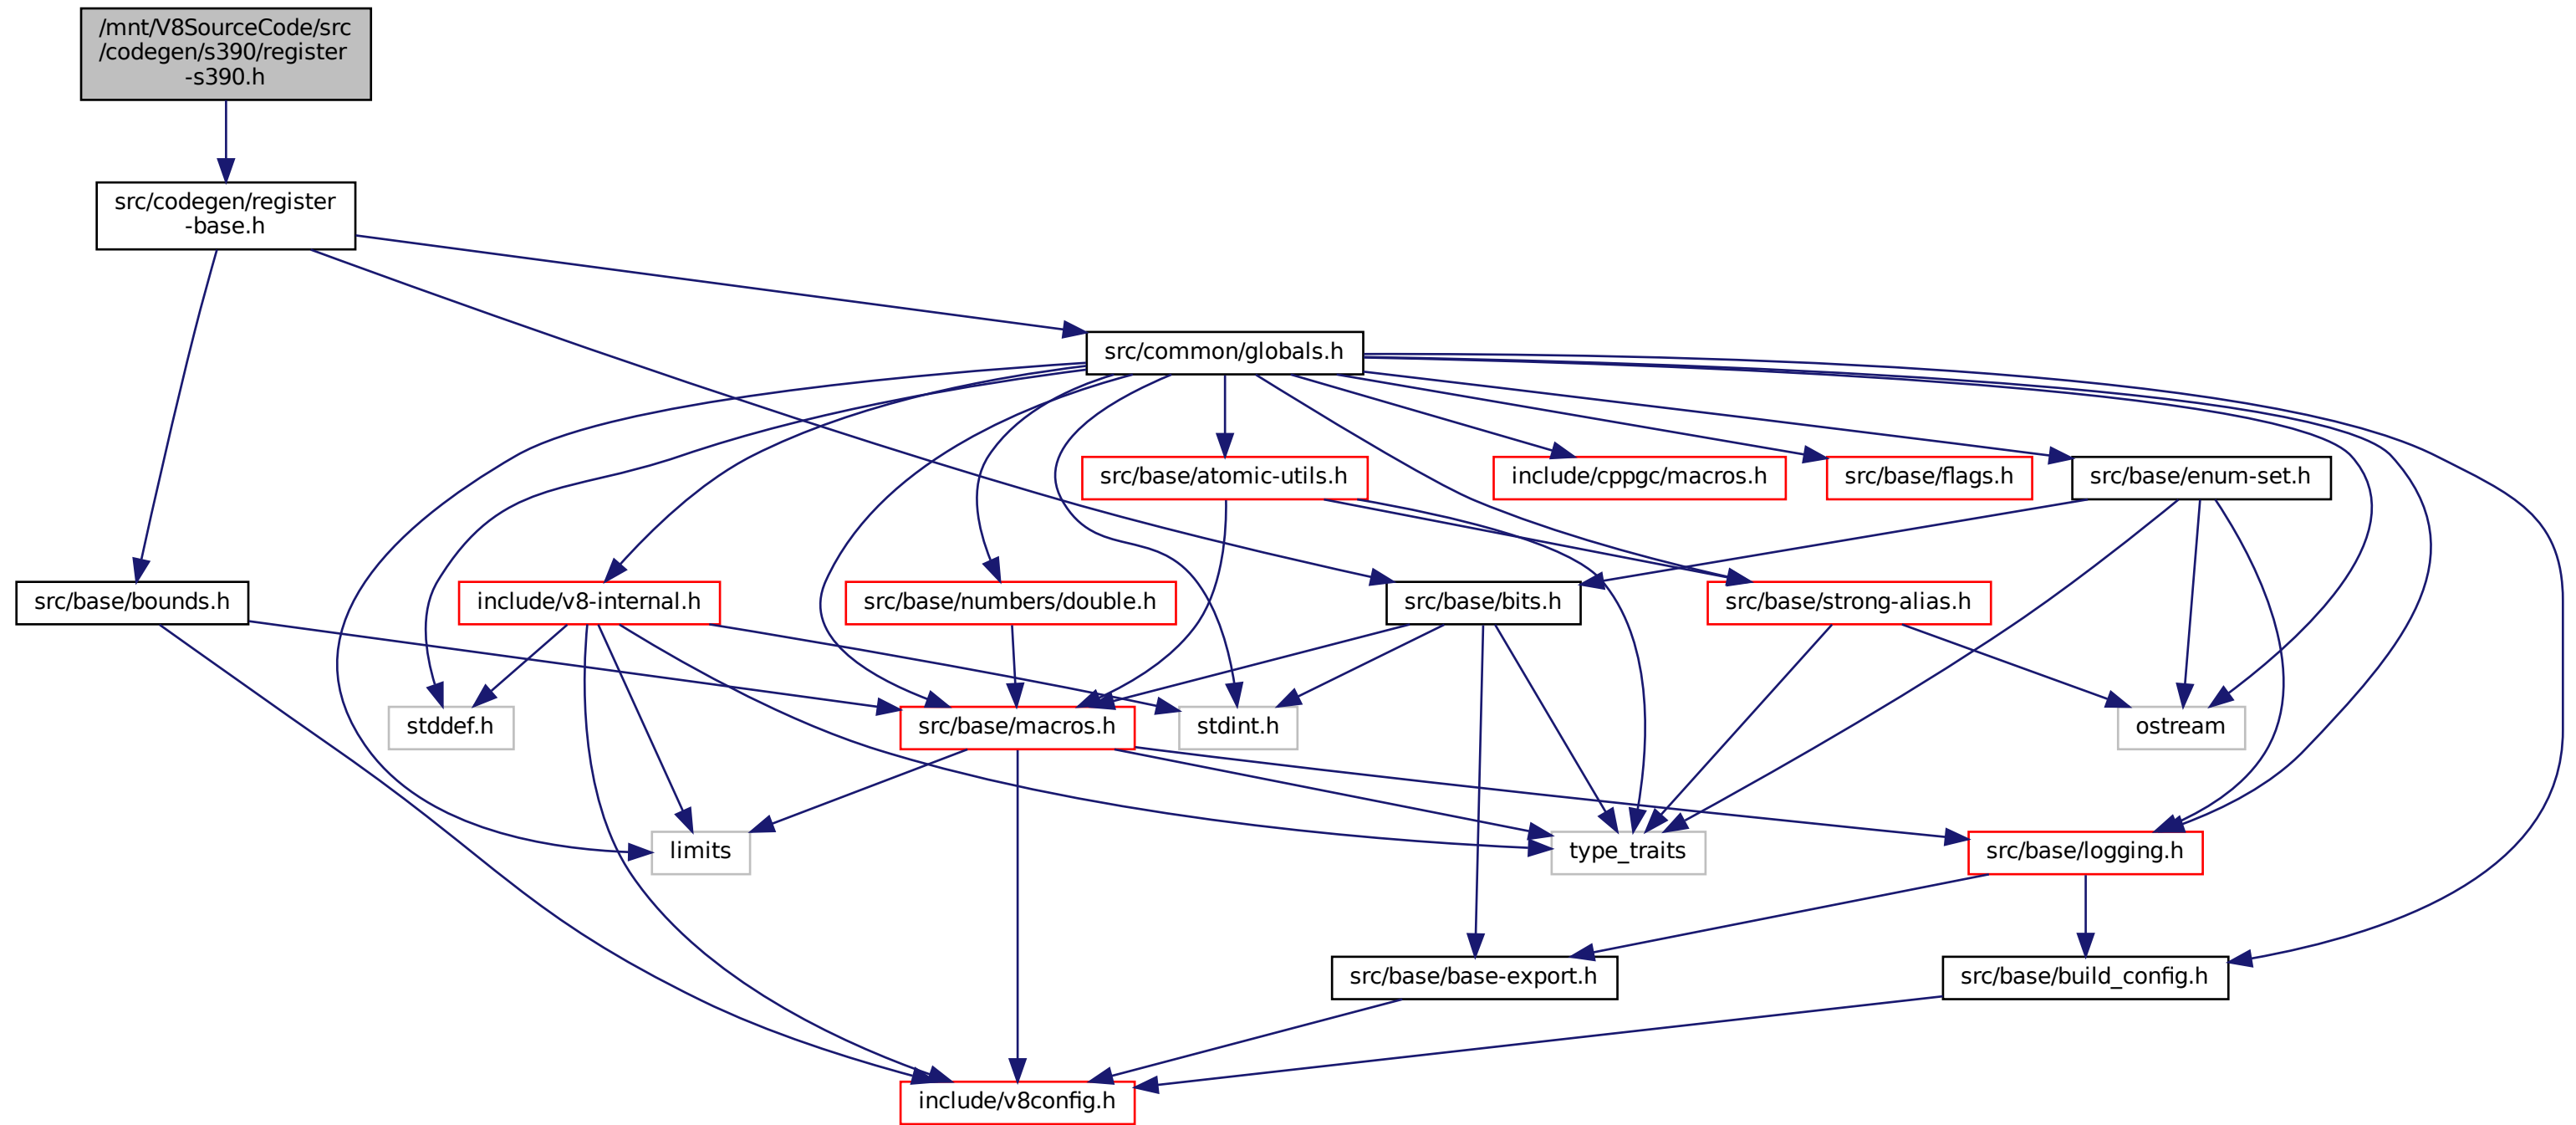 /mnt/V8SourceCode/src
/codegen/s390/register
-s390.h
src/codegen/register
-base.h
src/common/globals.h
src/base/atomic-utils.h
include/cppgc/macros.h
src/base/flags.h
src/base/enum-set.h
src/base/bounds.h
include/v8-internal.h
src/base/numbers/double.h
src/base/bits.h
src/base/strong-alias.h
stddef.h
src/base/macros.h
stdint.h
ostream
limits
type_traits
src/base/logging.h
src/base/base-export.h
src/base/build_config.h
include/v8config.h